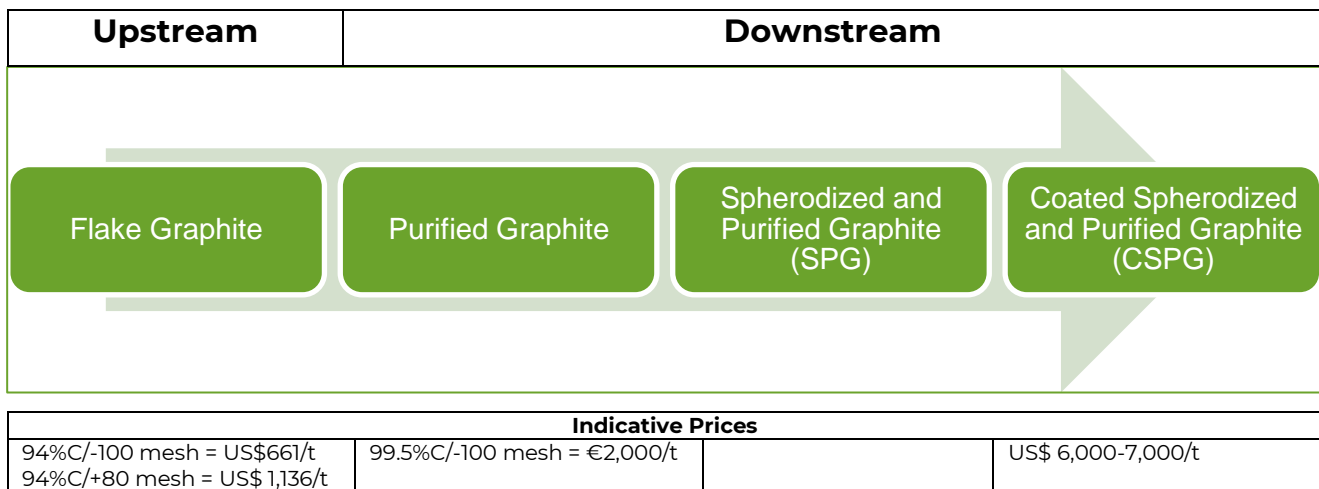 Upstream
Downstream
Flake Graphite
Purified Graphite
Spherodized and
Purified Graphite
(SPG)
Coated Spherodized
and Purified Graphite
(CSPG)
Indicative Prices
94%C/-100 mesh = US$661/t
94%C/+80 mesh = US$ 1,136/t
99.5%C/-100 mesh = €2,000/t
US$ 6,000-7,000/t